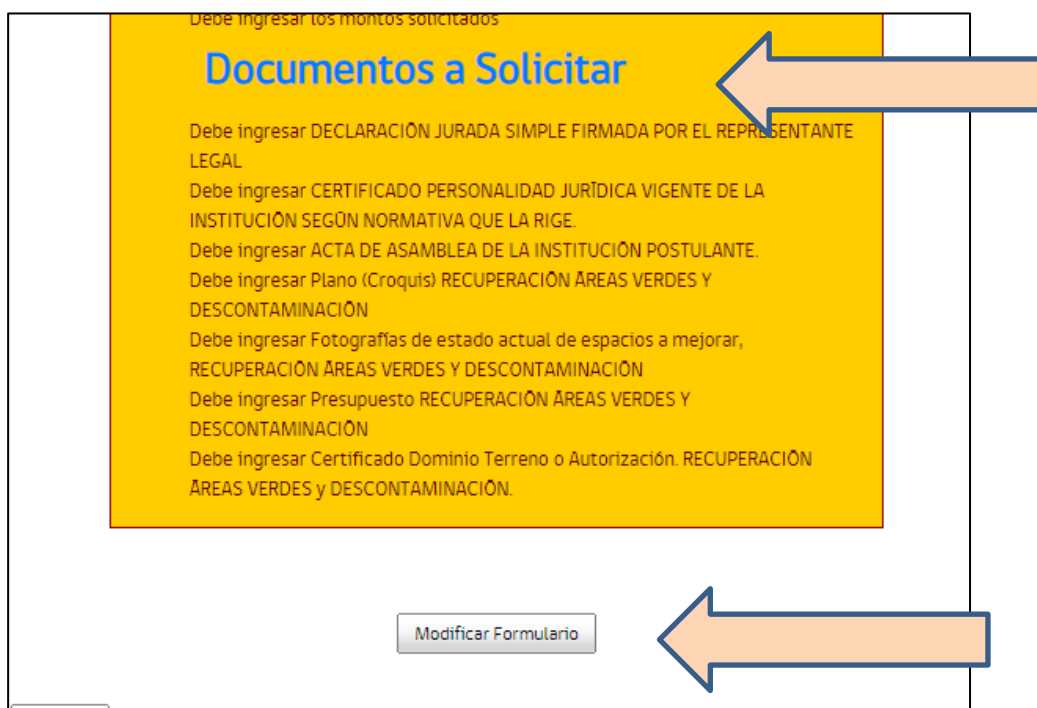 Debe ingresar los montos solicitados
Documentos a Solicitar
Debe ingresar DECLARACIÓN JURADA SIMPLE FIRMADA POR EL REPRESENTANTE
LEGAL
Debe ingresar CERTIFICADO PERSONALIDAD JURÍDICA VIGENTE DE LA
INSTITUCIÓN SEGÚN NORMATIVA QUE LA RIGE.
Debe ingresar ACTA DE ASAMBLEA DE LA INSTITUCIÓN POSTULANTE.
Debe ingresar Plano (Croquis) RECUPERACIÓN ÁREAS VERDES Y
DESCONTAMINACIÓN
Debe ingresar Fotografías de estado actual de espacios a mejorar,
RECUPERACIÓN ÁREAS VERDES Y DESCONTAMINACIÓN
Debe ingresar Presupuesto RECUPERACIÓN ÁREAS VERDES Y
DESCONTAMINACIÓN
Debe ingresar Certificado Dominio Terreno o Autorización. RECUPERACIÓN
ÁREAS VERDES y DESCONTAMINACIÓN.
Modificar Formulario